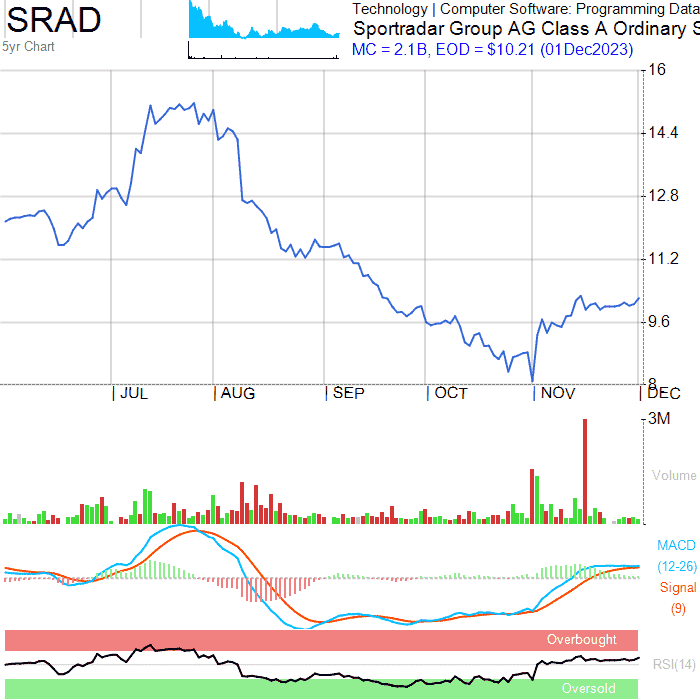 SRAD
5yr Chart
Technology | Computer Software: Programming Data
Sportradar Group AG Class A Ordinary S
MC = 2.1B, EOD = $10.21 (01Dec2023)
16
14.4
12.8
11.2
9.6
8
| JUL | AUG | SEP | OCT | NOV | DEC
3M
Volume
MACD
(12-26)
Signal
(9)
Overbought
RSI(14)
Oversold